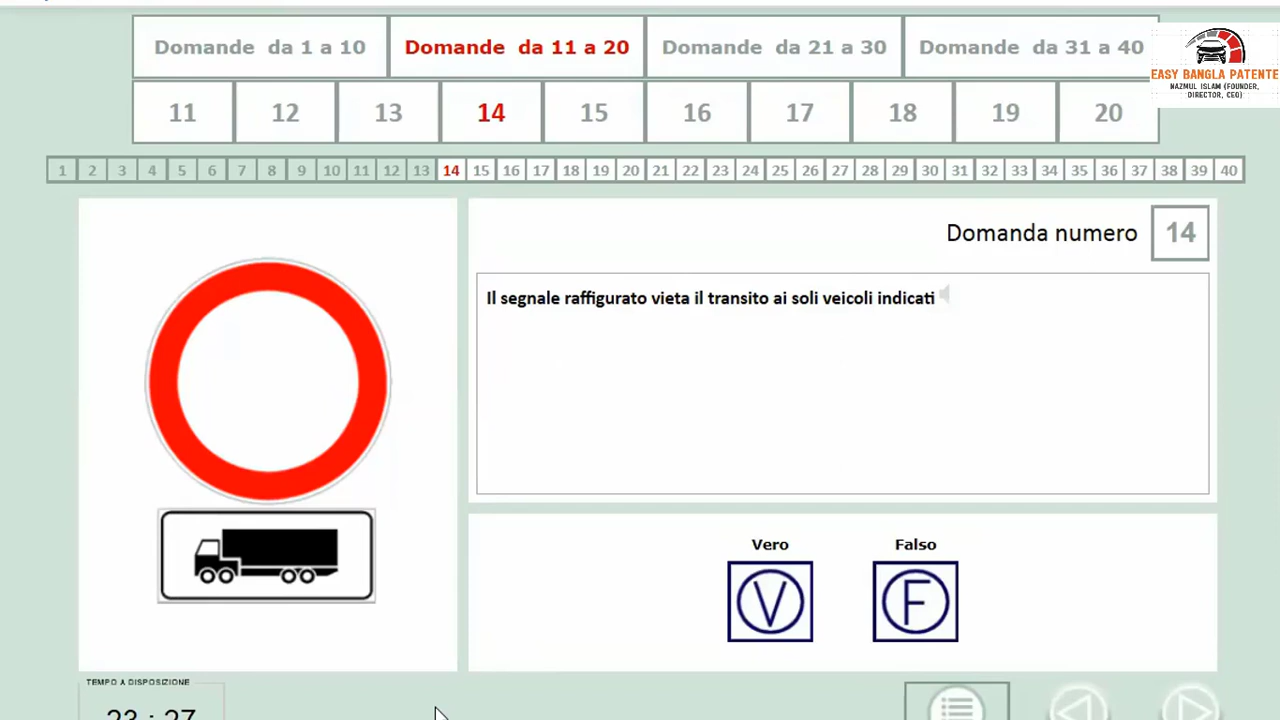 Domande da 1 a 10 Domande da 11 a 20 Domande da 21 a 30 Domande da 31 a 40
EASY BANGLA PATENTE
NAZMUL ISLAM (FOUNDER,
DIRECTOR, CEO)
11 12 13 14 15 16 17 18 19 20
1 2 3 4 5 6 7 8 9 10 11 12 13 14 15 16 17 18 19 20 21 22 23 24 25 26 27 28 29 30 31 32 33 34 35 36 37 38 39 40
Domanda numero 14
Il segnale raffigurato vieta il transito ai soli veicoli indicati
Vero Falso
V F
TEMPO A DISPOSIZIONE
23 : 27